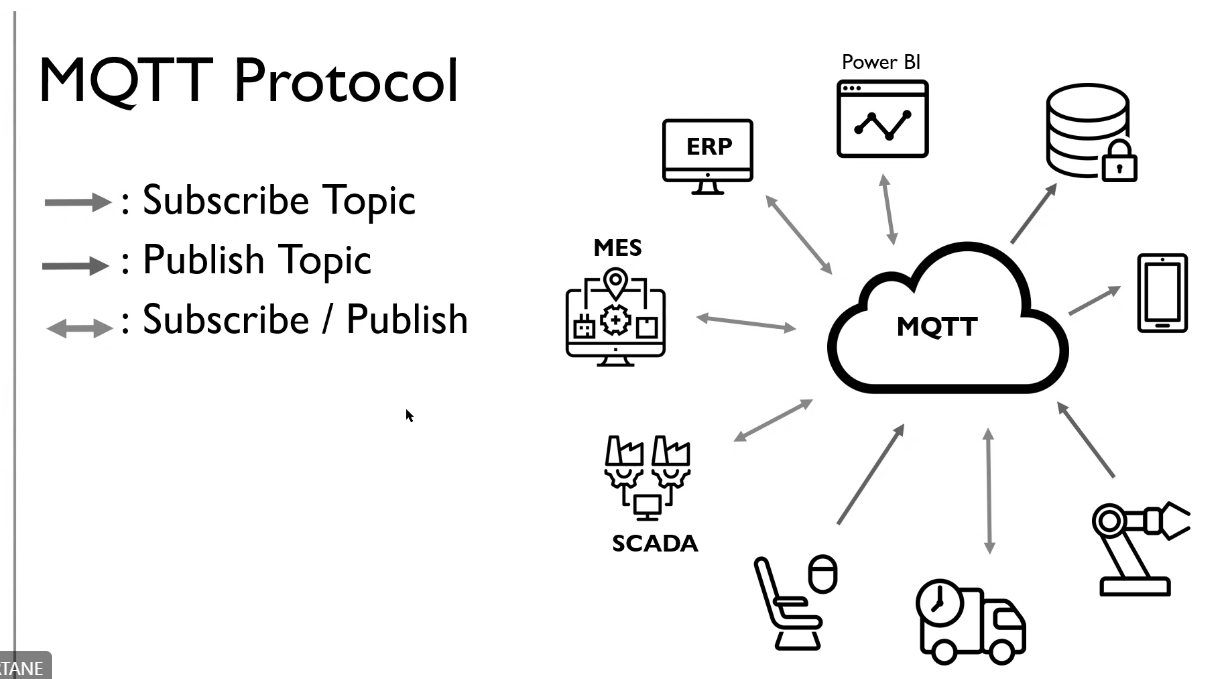 MQTT Protocol
: Subscribe Topic
: Publish Topic
: Subscribe / Publish
Power BI
ERP
MES
MQTT
SCADA
TANE